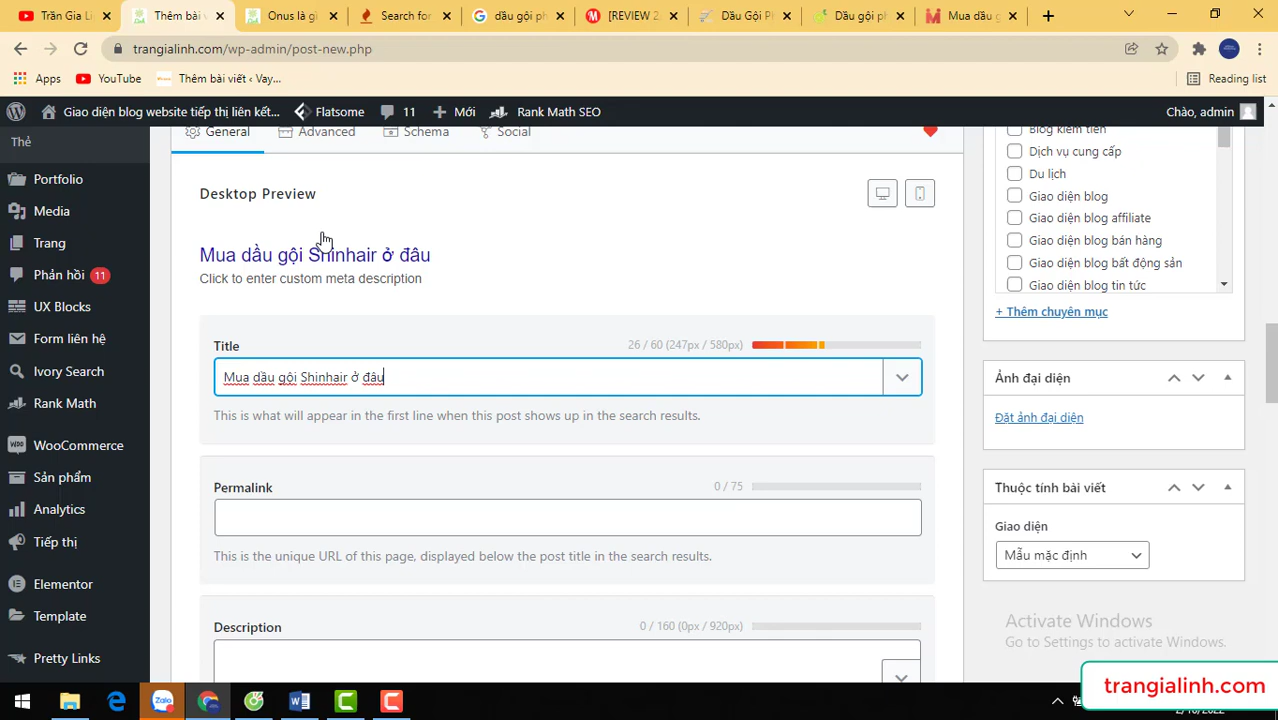 Trăn Gia Li
Thêm bài v
Onus là gì
Search for
dầu gội ph
[REVIEW 2
Dầu Gội Ph
Dầu gội ph
Mua dầu g
trangialinh.com/wp-admin/post-new.php
Apps
YouTube
Thêm bài viết ‹ Vay...
Reading list
Giao diện blog website tiếp thị liên kết...
Flatsome
11
Mới
Rank Math SEO
Chào, admin
Thẻ
Portfolio
Media
Trang
Phản hồi 11
UX Blocks
Form liên hệ
Ivory Search
Rank Math
WooCommerce
Sản phẩm
Analytics
Tiếp thị
Elementor
Template
Pretty Links
General
Advanced
Schema
Social
Desktop Preview
Mua dầu gội Shinhair ở đâu
Click to enter custom meta description
Title
26 / 60 (247px / 580px)
Mua dầu gội Shinhair ở đâu
This is what will appear in the first line when this post shows up in the search results.
Permalink
0 / 75
This is the unique URL of this page, displayed below the post title in the search results.
Description
0 / 160 (0px / 920px)
Blog kiếm tiền
Dịch vụ cung cấp
Du lịch
Giao diện blog
Giao diện blog affiliate
Giao diện blog bán hàng
Giao diện blog bất động sản
Giao diện blog tin tức
+ Thêm chuyên mục
Ảnh đại diện
Đặt ảnh đại diện
Thuộc tính bài viết
Giao diện
Mẫu mặc định
Activate Windows
Go to Settings to activate Windows.
Zalo
trangialinh.com